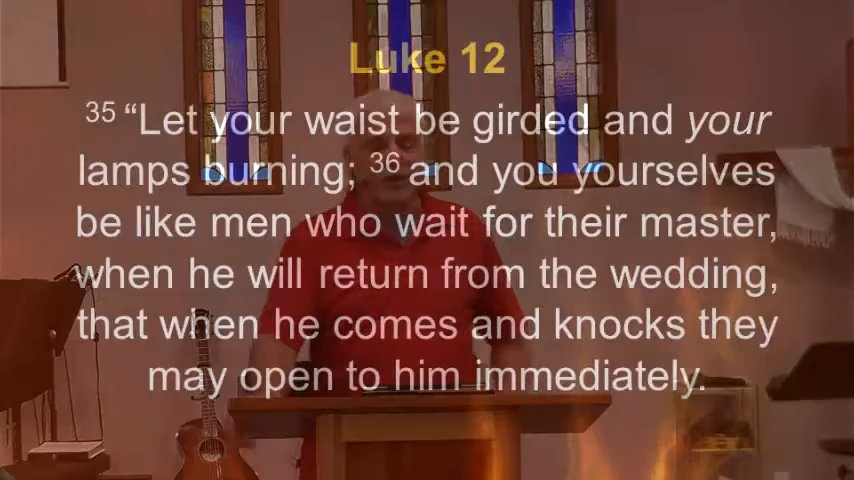 Luke 12
35 “Let your waist be girded and your
lamps burning; 36 and you yourselves
be like men who wait for their master,
when he will return from the wedding,
that when he comes and knocks they
may open to him immediately.